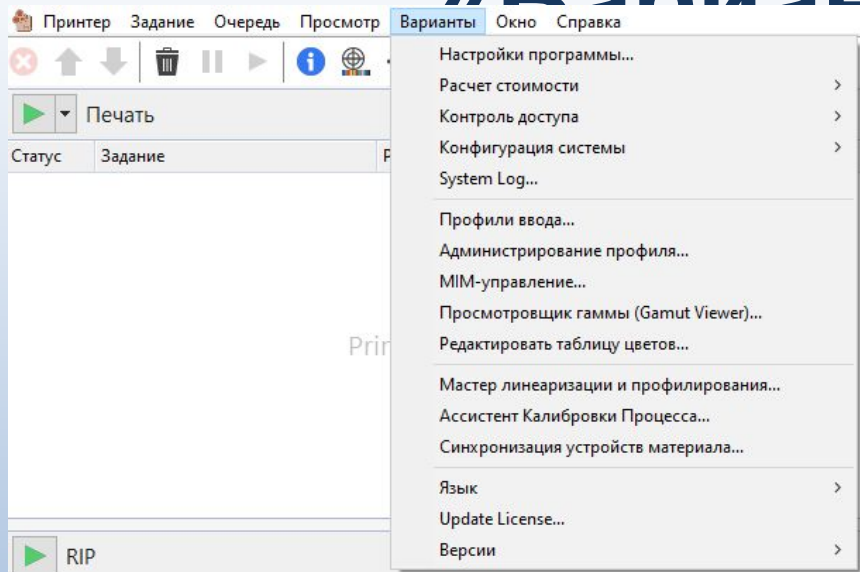 Принтер Задание Очередь Просмотр Варианты Окно Справка
Печать
Статус Задание
Prin
RIP
Настройки программы...
Расчет стоимости
Контроль доступа
Конфигурация системы
System Log...
Профили ввода...
Администрирование профиля...
MIM-управление...
Просмотровщик гаммы (Gamut Viewer)...
Редактировать таблицу цветов...
Мастер линеаризации и профилирования...
Ассистент Калибровки Процесса...
Синхронизация устройств материала...
Язык
Update License...
Версии